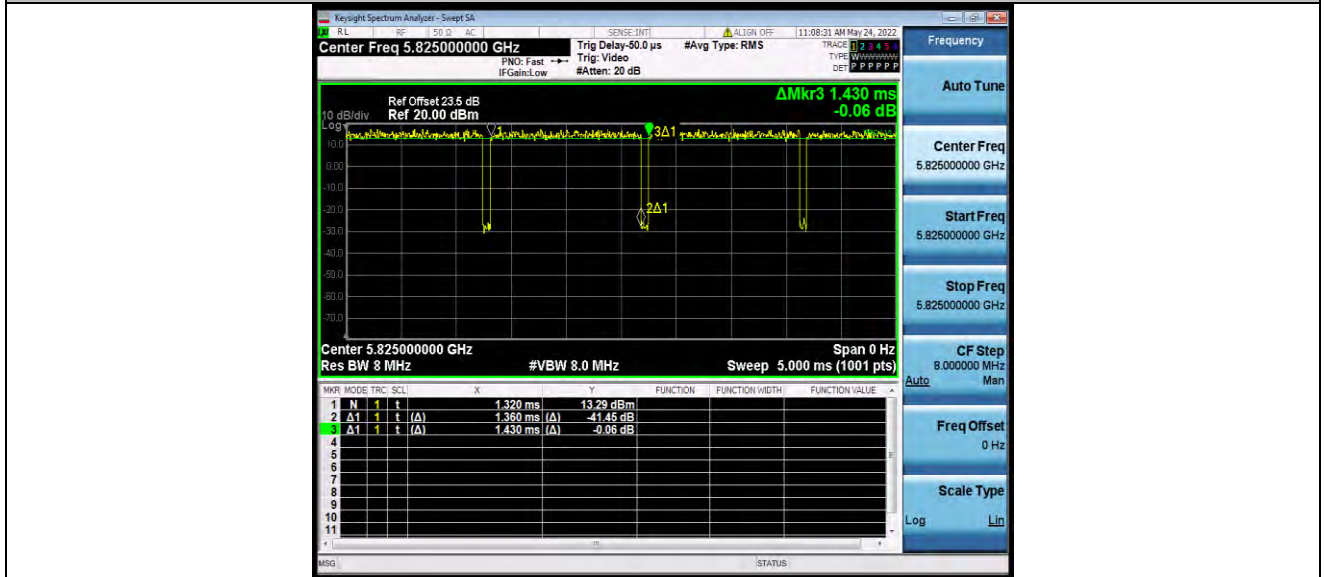 Keysight Spectrum Analyzer - Swept SA
RL RF 50 Ω AC SENSE:INT ALIGN OFF 11:08:31 AM May 24, 2022
Center Freq 5.825000000 GHz
PNO: Fast
IFGain:Low
Trig Delay-50.0 µs
Trig: Video
#Atten: 20 dB
#Avg Type: RMS
TRACE 1 2 3 4 5 6
TYPE WWWWWW
DET P P P P P P
ΔMkr3 1.430 ms
-0.06 dB
Ref Offset 23.5 dB
10 dB/div Ref 20.00 dBm
Log
10.0
0.00
-10.0
-20.0
-30.0
-40.0
-50.0
-60.0
-70.0
1
3Δ1
2Δ1
Center 5.825000000 GHz Span 0 Hz
Res BW 8 MHz #VBW 8.0 MHz Sweep 5.000 ms (1001 pts)
MKR MODE TRC SCL X Y FUNCTION FUNCTION WIDTH FUNCTION VALUE
1 N 1 t 1.320 ms 13.29 dBm
2 Δ1 1 t (Δ) 1.360 ms (Δ) -41.45 dB
3 Δ1 1 t (Δ) 1.430 ms (Δ) -0.06 dB
4
5
6
7
8
9
10
11
MSG STATUS
Frequency
Auto Tune
Center Freq
5.825000000 GHz
Start Freq
5.825000000 GHz
Stop Freq
5.825000000 GHz
CF Step
8.000000 MHz
Auto Man
Freq Offset
0 Hz
Scale Type
Log Lin